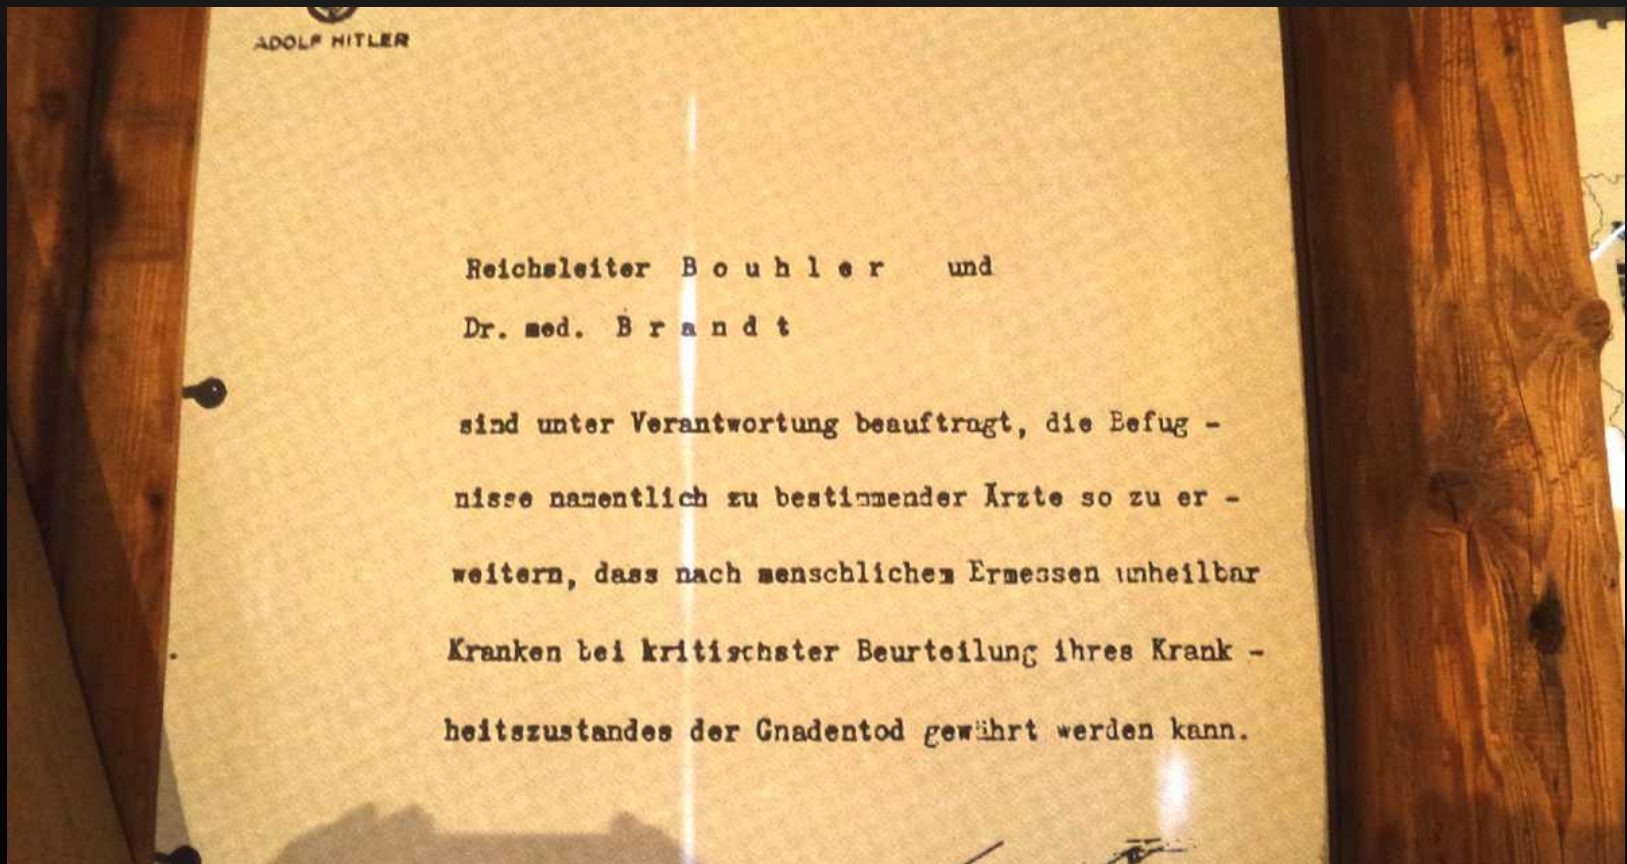 ADOLF HITLER
Reichsleiter Bouhler und
Dr. med. Brandt
sind unter Verantwortung beauftragt, die Befug -
nisse namentlich zu bestimmender Ärzte so zu er -
weitern, dass nach menschlichem Ermessen unheilbar
Kranken bei kritischster Beurteilung ihres Krank -
heitszustandes der Gnadentod gewährt werden kann.